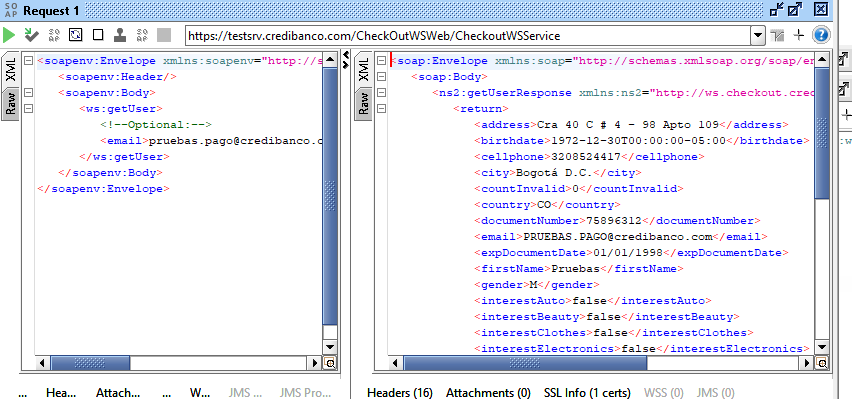 SO AP Request 1
SO AP SO AP https://testsrv.credibanco.com/CheckOutWSWeb/CheckoutWSService
XML
Raw
<soapenv:Envelope xmlns:soapenv="http://s
<soapenv:Header/>
<soapenv:Body>
<ws:getUser>
<!--Optional:-->
<email>pruebas.pago@credibanco.c
</ws:getUser>
</soapenv:Body>
</soapenv:Envelope>
XML
Raw
<soap:Envelope xmlns:soap="http://schemas.xmlsoap.org/soap/en
<soap:Body>
<ns2:getUserResponse xmlns:ns2="http://ws.checkout.cred
<return>
<address>Cra 40 C # 4 - 98 Apto 109</address>
<birthdate>1972-12-30T00:00:00-05:00</birthdate>
<cellphone>3208524417</cellphone>
<city>Bogotá D.C.</city>
<countInvalid>0</countInvalid>
<country>CO</country>
<documentNumber>75896312</documentNumber>
<email>PRUEBAS.PAGO@credibanco.com</email>
<expDocumentDate>01/01/1998</expDocumentDate>
<firstName>Pruebas</firstName>
<gender>M</gender>
<interestAuto>false</interestAuto>
<interestBeauty>false</interestBeauty>
<interestClothes>false</interestClothes>
<interestElectronics>false</interestElectronics>
... Hea... Attach... ... W... JMS ... JMS Pro...
Headers (16) Attachments (0) SSL Info (1 certs) WSS (0) JMS (0)